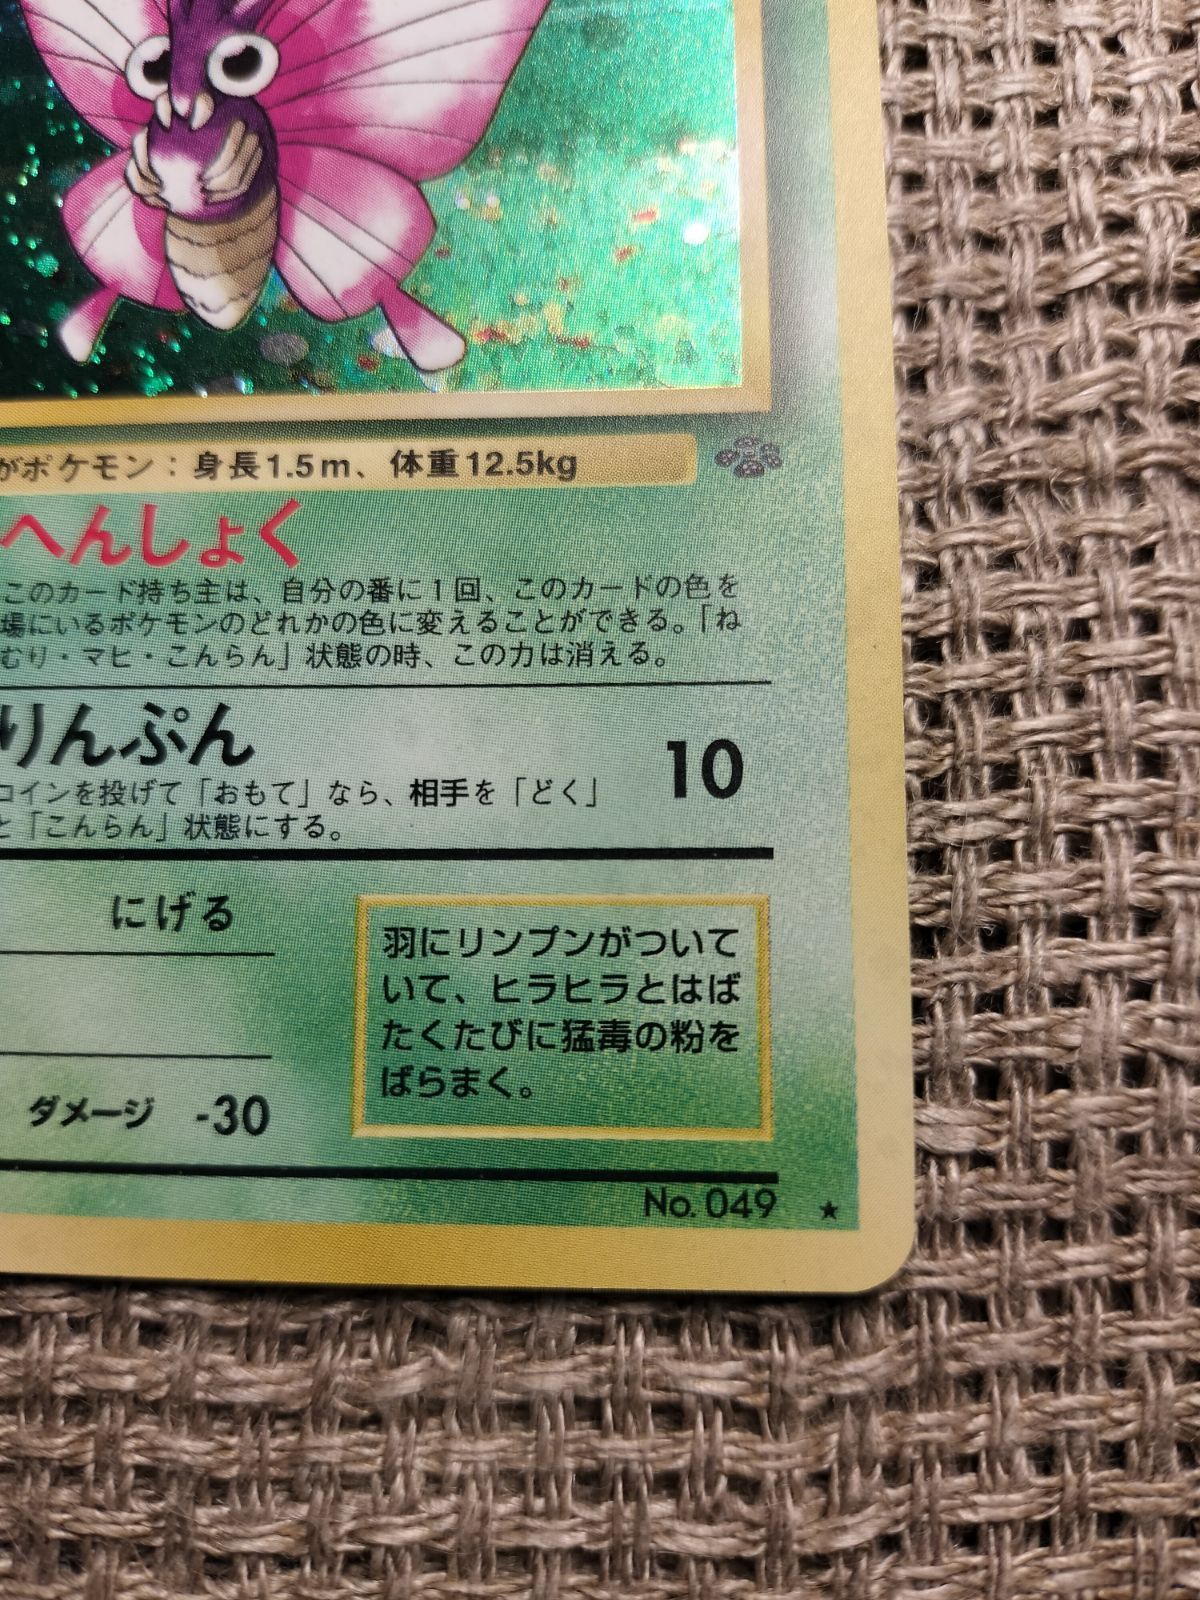 がポケモン：身長1.5m、体重12.5kg
へんしょく
このカード持ち主は、自分の番に1回、このカードの色を
場にいるポケモンのどれかの色に変えることができる。「ね
むり・マヒ・こんらん」状態の時、この力は消える。
りんぷん 10
コインを投げて「おもて」なら、相手を「どく」
と「こんらん」状態にする。
にげる
羽にリンプンがついて
いて、ヒラヒラとはば
たくたびに猛毒の粉を
ばらまく。
ダメージ -30
No. 049 ★